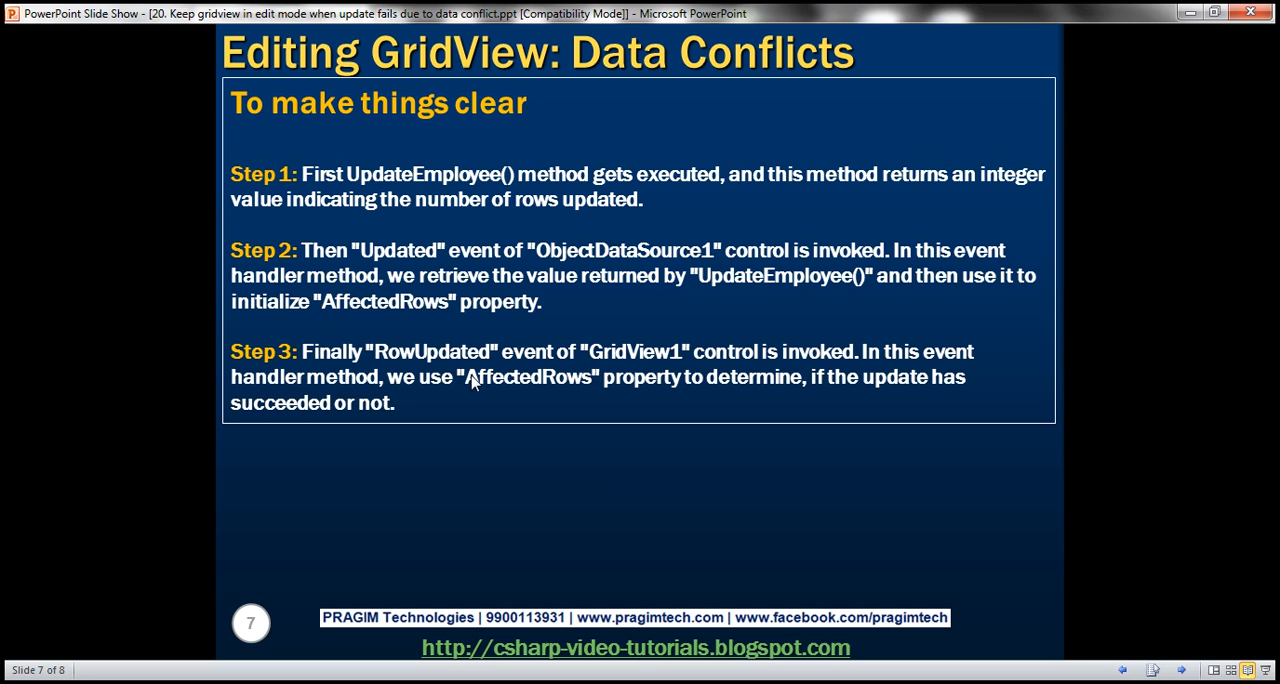 PowerPoint Slide Show - [20. Keep gridview in edit mode when update fails due to data conflict.ppt [Compatibility Mode]] - Microsoft PowerPoint
Editing GridView: Data Conflicts
To make things clear
Step 1: First UpdateEmployee() method gets executed, and this method returns an integer
value indicating the number of rows updated.
Step 2: Then "Updated" event of "ObjectDataSource1" control is invoked. In this event
handler method, we retrieve the value returned by "UpdateEmployee()" and then use it to
initialize "AffectedRows" property.
Step 3: Finally "RowUpdated" event of "GridView1" control is invoked. In this event
handler method, we use "AffectedRows" property to determine, if the update has
succeeded or not.
7
PRAGIM Technologies | 9900113931 | www.pragimtech.com | www.facebook.com/pragimtech
http://csharp-video-tutorials.blogspot.com
Slide 7 of 8